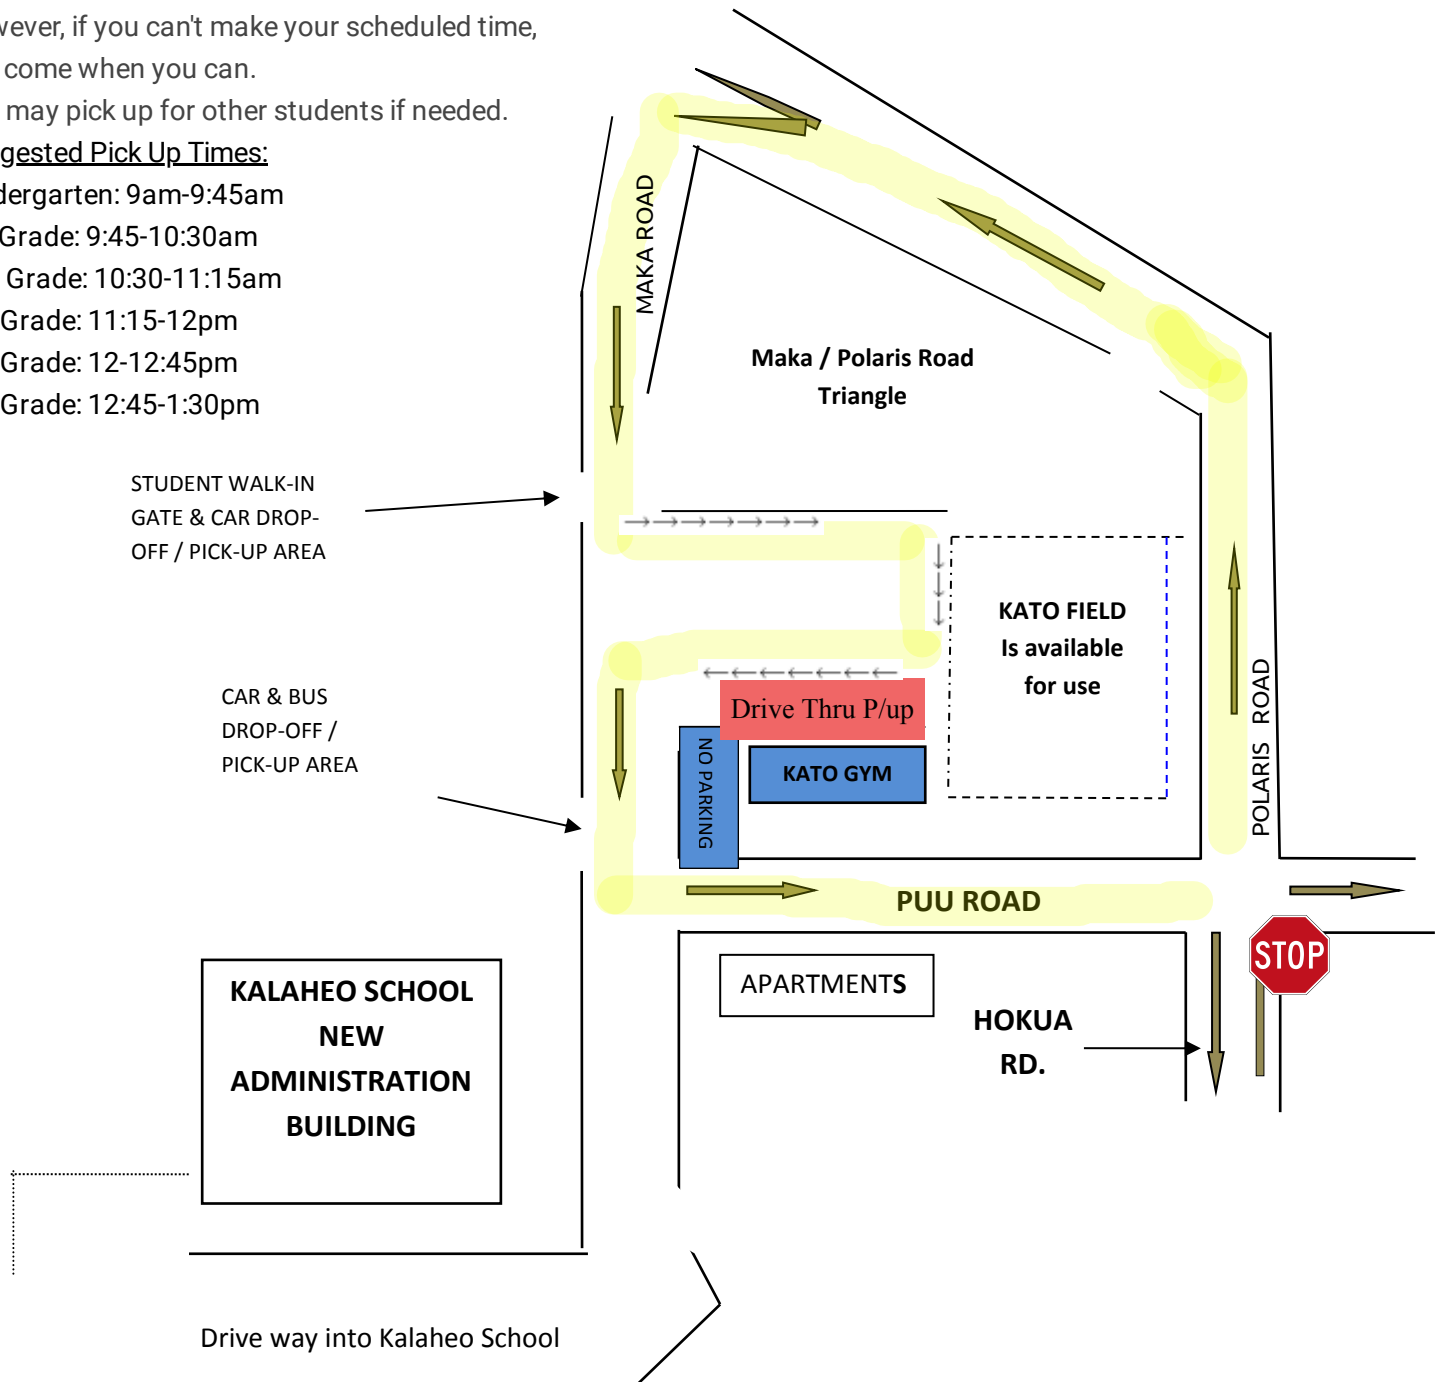 wever, if you can't make your scheduled time,
come when you can.
may pick up for other students if needed.
gested Pick Up Times:
dergarten: 9am-9:45am
Grade: 9:45-10:30am
Grade: 10:30-11:15am
Grade: 11:15-12pm
Grade: 12-12:45pm
Grade: 12:45-1:30pm
MAKA ROAD
Maka / Polaris Road
Triangle
STUDENT WALK-IN
GATE & CAR DROP-
OFF / PICK-UP AREA
KATO FIELD
Is available
for use
POLARIS ROAD
CAR & BUS
DROP-OFF /
PICK-UP AREA
Drive Thru P/up
NO PARKING
KATO GYM
PUU ROAD
STOP
APARTMENTS
KALAHEO SCHOOL
NEW
ADMINISTRATION
BUILDING
HOKUA
RD.
Drive way into Kalaheo School